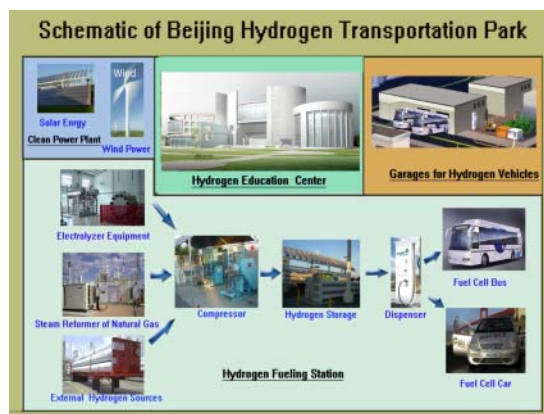 Schematic of Beijing Hydrogen Transportation Park
Wind
Solar Enrgy
Clean Power Plant
Wind Power
Hydrogen Education Center
Garages for Hydrogen Vehicles
Electrolyzer Equipment
Steam Reformer of Natural Gas
External Hydrogen Sources
Compressor
Hydrogen Storage
Dispenser
Fuel Cell Bus
Fuel Cell Car
Hydrogen Fueling Station